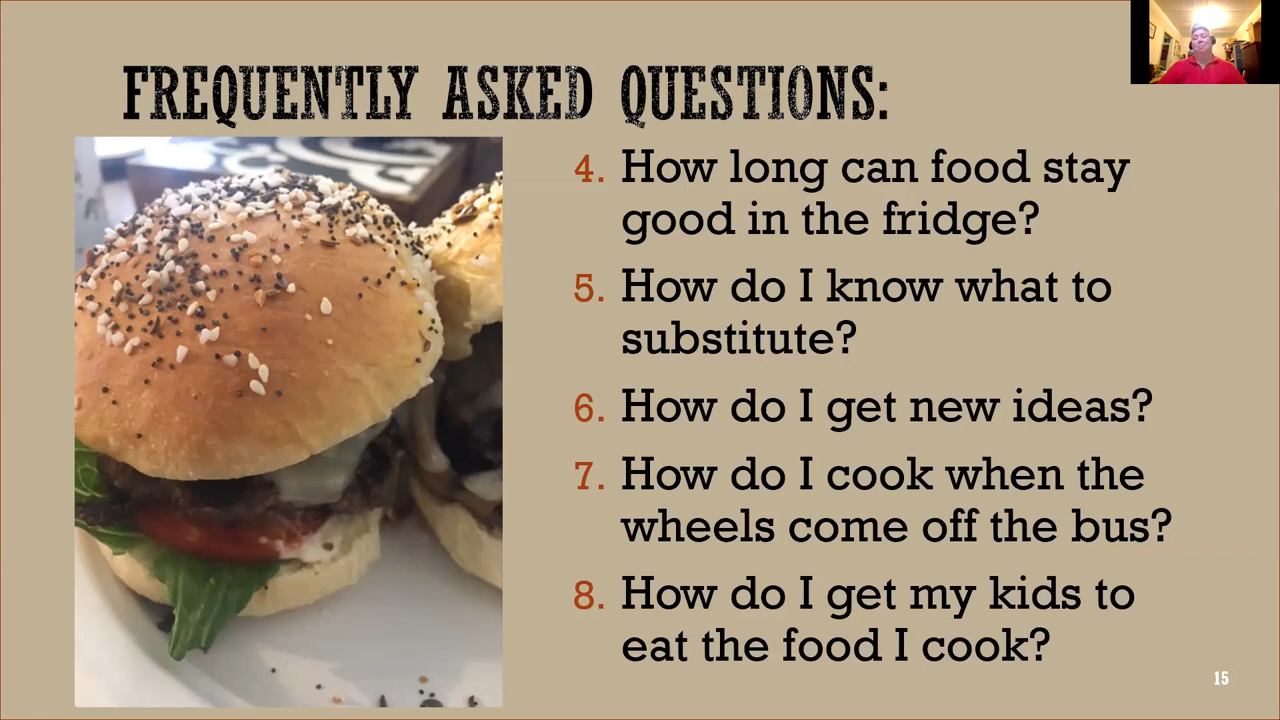 FREQUENTLY ASKED QUESTIONS:
4. How long can food stay
good in the fridge?
5. How do I know what to
substitute?
6. How do I get new ideas?
7. How do I cook when the
wheels come off the bus?
8. How do I get my kids to
eat the food I cook?
15